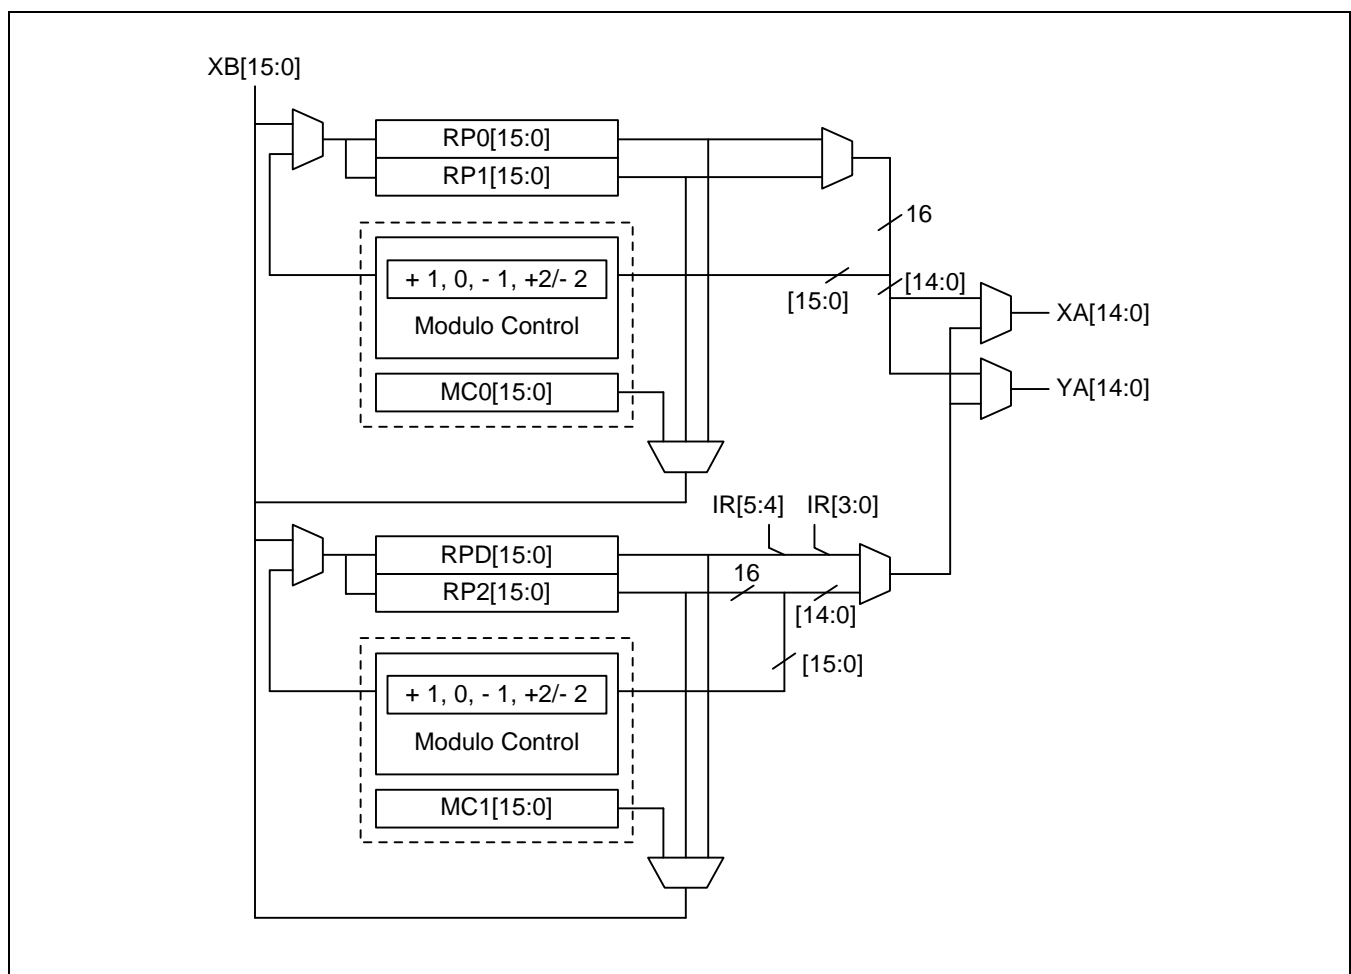 XB[15:0]
RP0[15:0]
RP1[15:0]
16
+ 1, 0, - 1, +2/- 2
[15:0]
[14:0]
Modulo Control
XA[14:0]
MC0[15:0]
YA[14:0]
IR[5:4]
IR[3:0]
RPD[15:0]
16
RP2[15:0]
[14:0]
[15:0]
+ 1, 0, - 1, +2/- 2
Modulo Control
MC1[15:0]